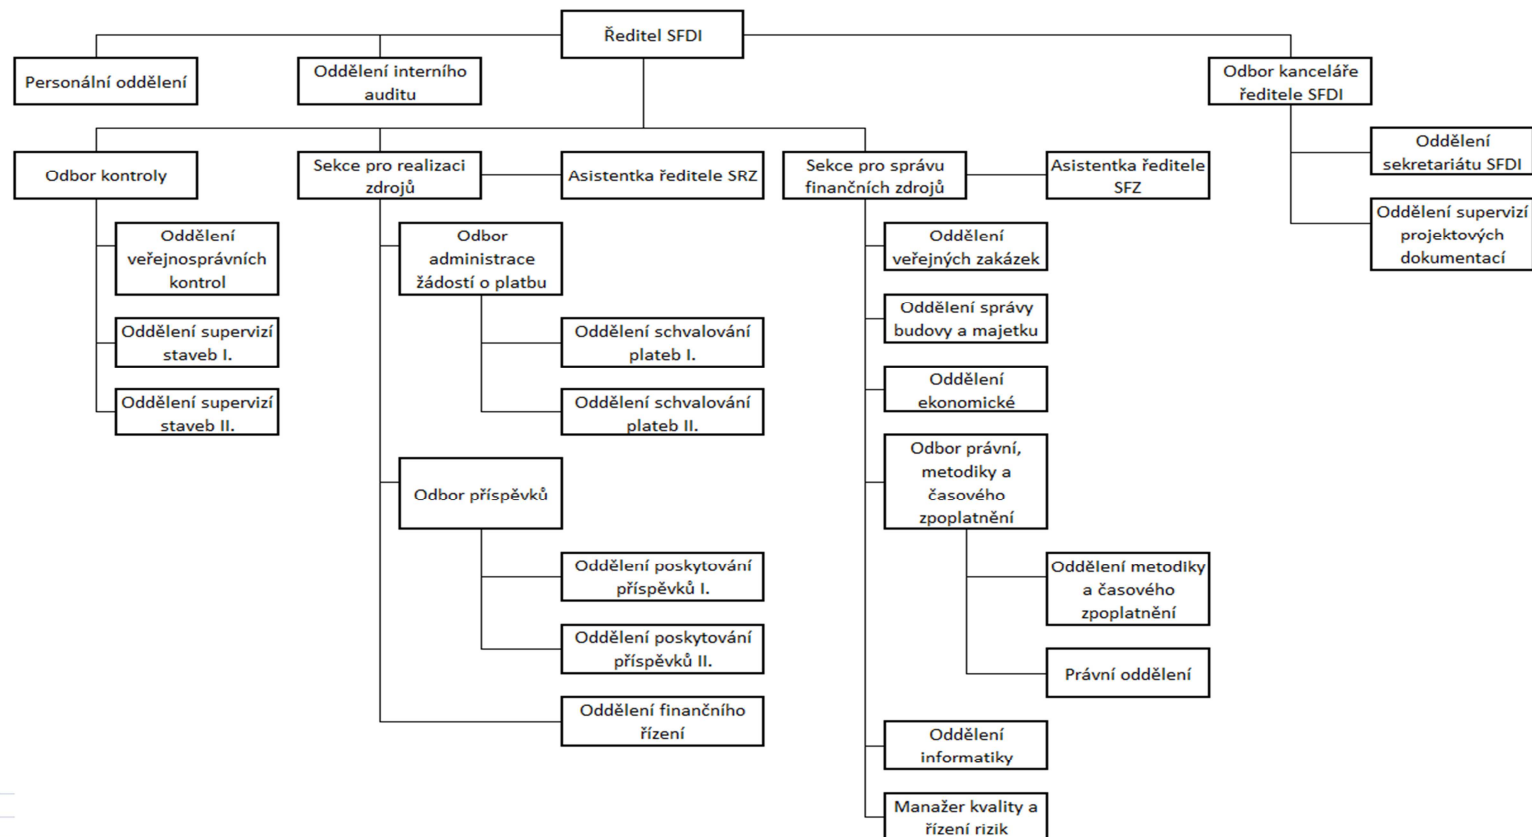 Ředitel SFDI
Personální oddělení
Oddělení interního
auditu
Odbor kanceláře
ředitele SFDI
Oddělení
sekretariátu SFDI
Oddělení supervizí
projektových
dokumentací
Odbor kontroly
Oddělení
veřejnosprávních
kontrol
Oddělení supervizí
staveb I.
Oddělení supervizí
staveb II.
Sekce pro realizaci
zdrojů
Asistentka ředitele SRZ
Odbor
administrace
žádostí o platbu
Oddělení schvalování
plateb I.
Oddělení schvalování
plateb II.
Odbor příspěvků
Oddělení poskytování
příspěvků I.
Oddělení poskytování
příspěvků II.
Oddělení finančního
řízení
Sekce pro správu
finančních zdrojů
Asistentka ředitele
SFZ
Oddělení
veřejných zakázek
Oddělení správy
budovy a majetku
Oddělení
ekonomické
Odbor právní,
metodiky a
časového
zpoplatnění
Oddělení metodiky
a časového
zpoplatnění
Právní oddělení
Oddělení
informatiky
Manažer kvality a
řízení rizik